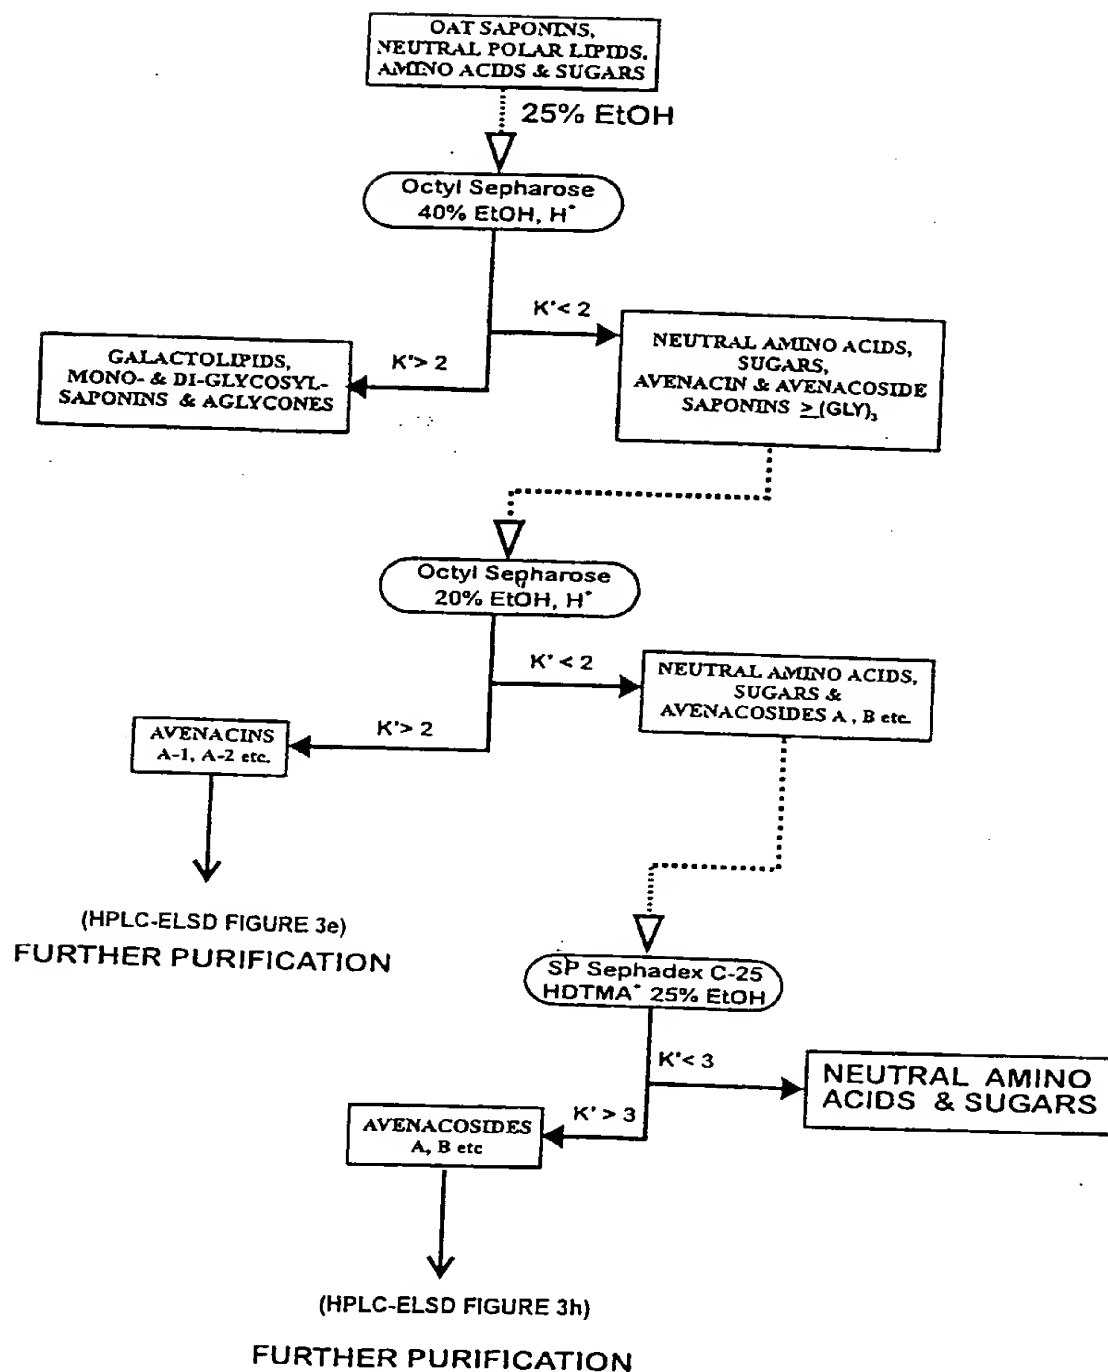 OAT SAPONINS,
NEUTRAL POLAR LIPIDS,
AMINO ACIDS & SUGARS
25% EtOH
Octyl Sepharose
40% EtOH, H⁺
K'< 2
K'> 2
GALACTOLIPIDS,
MONO- & DI-GLYCOSYL-
SAPONINS & AGLYCONES
NEUTRAL AMINO ACIDS,
SUGARS,
AVENACIN & AVENACOSIDE
SAPONINS ≥(GLY)₃
Octyl Sepharose
20% EtOH, H⁺
K' < 2
K'> 2
NEUTRAL AMINO ACIDS,
SUGARS &
AVENACOSIDES A , B etc.
AVENACINS
A-1, A-2 etc.
(HPLC-ELSD FIGURE 3e)
FURTHER PURIFICATION
SP Sephadex C-25
HDTMA⁺ 25% EtOH
K'< 3
K' > 3
NEUTRAL AMINO
ACIDS & SUGARS
AVENACOSIDES
A, B etc
(HPLC-ELSD FIGURE 3h)
FURTHER PURIFICATION